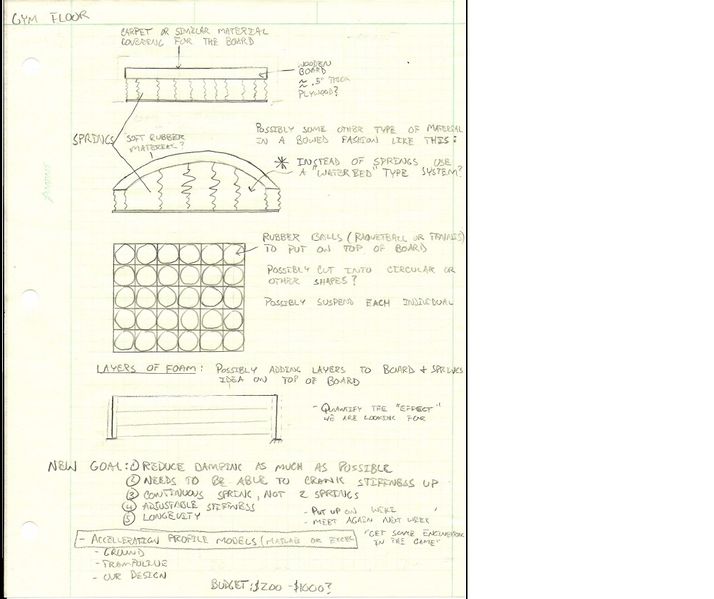 GYM FLOOR
CARPET OR SIMILAR MATERIAL
COVERING FOR THE BOARD
WOODEN
BOARD
≈ .5" THICK
PLYWOOD?
SPRINGS
SOFT RUBBER
MATERIAL?
POSSIBLY SOME OTHER TYPE OF MATERIAL
IN A BOWED FASHION LIKE THIS:
* INSTEAD OF SPRINGS USE
A "WATER BED" TYPE SYSTEM?
RUBBER BALLS (RAQUETBALL OR TENNIS)
TO PUT ON TOP OF BOARD
POSSIBLY CUT INTO CIRCULAR OR
OTHER SHAPES?
POSSIBLY SUSPEND EACH INDIVIDUAL
LAYERS OF FOAM: POSSIBLY ADDING LAYERS TO BOARD + SPRINGS
IDEA ON TOP OF BOARD
- QUANTIFY THE "EFFECT"
WE ARE LOOKING FOR
NEW GOAL: ① REDUCE DAMPING AS MUCH AS POSSIBLE
② NEEDS TO BE ABLE TO CRANK STIFFNESS UP
③ CONTINUOUS SPRING, NOT 2 SPRINGS
④ ADJUSTABLE STIFFNESS
⑤ LONGEVITY
- PUT UP ON WIKI
- MEET AGAIN NEXT WEEK
- ACCELERATION PROFILE MODELS (MATLAB OR EXCEL
"GET SOME ENGINEERING
IN THE GAME"
- GROUND
- TRAMPOLINE
- OUR DESIGN
BUDGET: $200 - $1000?